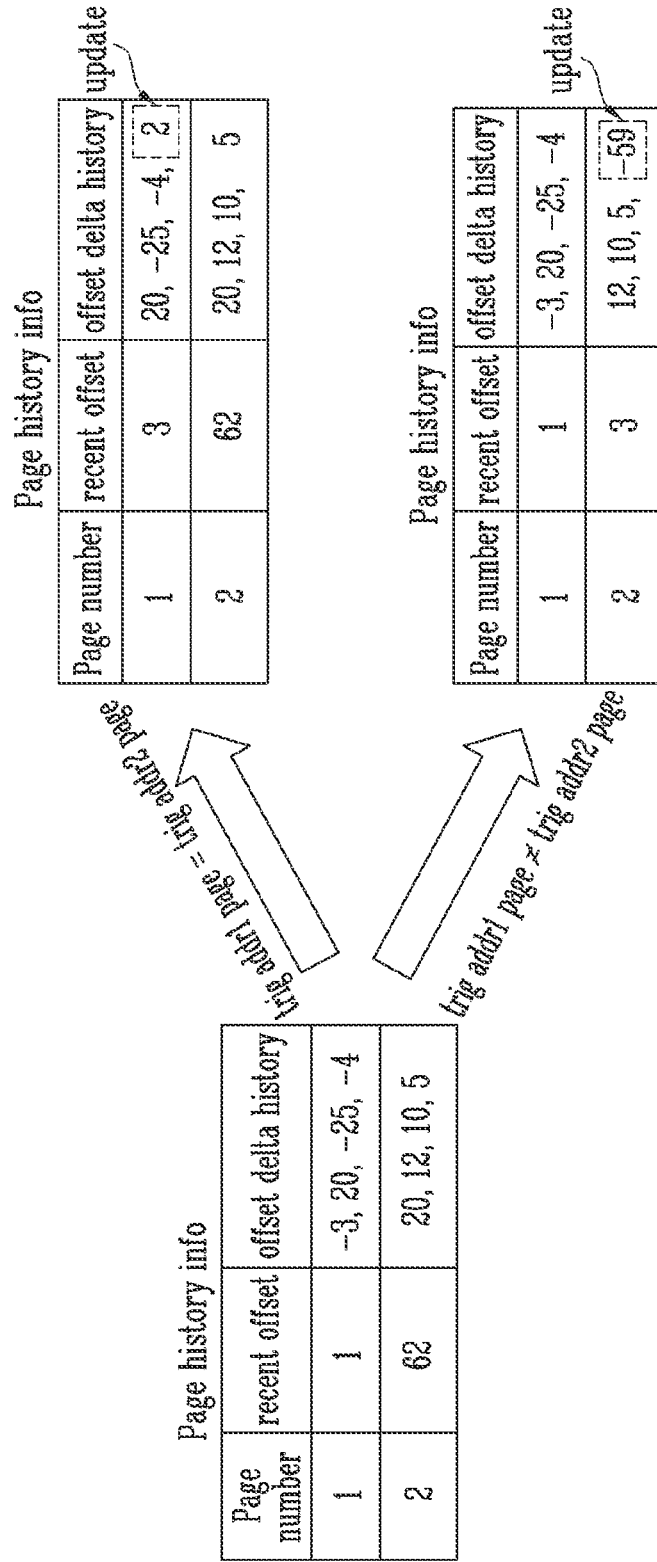 Page history info
Page number recent offset offset delta history
1 1 -3, 20, -25, -4
2 62 20, 12, 10, 5
trig addr1 page = trig addr2 page
Page history info
Page number recent offset offset delta history
1 3 20, -25, -4, 2
2 62 20, 12, 10, 5
update
trig addr1 page ≠ trig addr2 page
Page history info
Page number recent offset offset delta history
1 1 -3, 20, -25, -4
2 3 12, 10, 5, -59
update